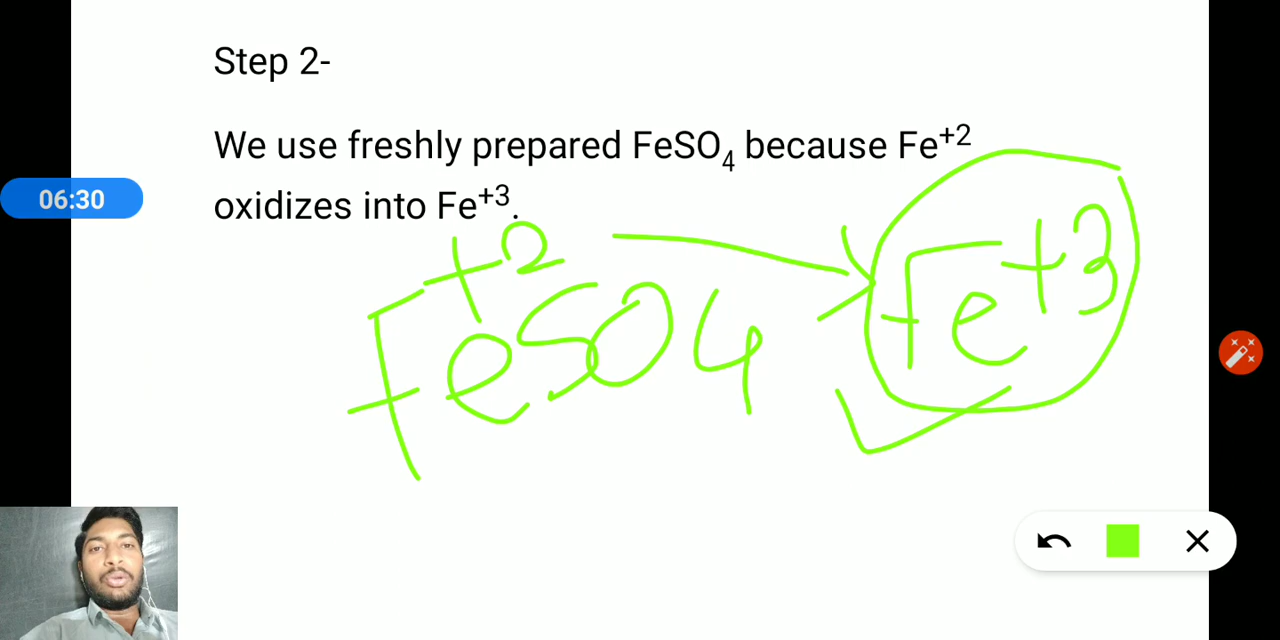 Step 2-
We use freshly prepared FeSO₄ because Fe⁺²
oxidizes into Fe⁺³.
06:30
Fe⁺²SO4
Fe⁺³